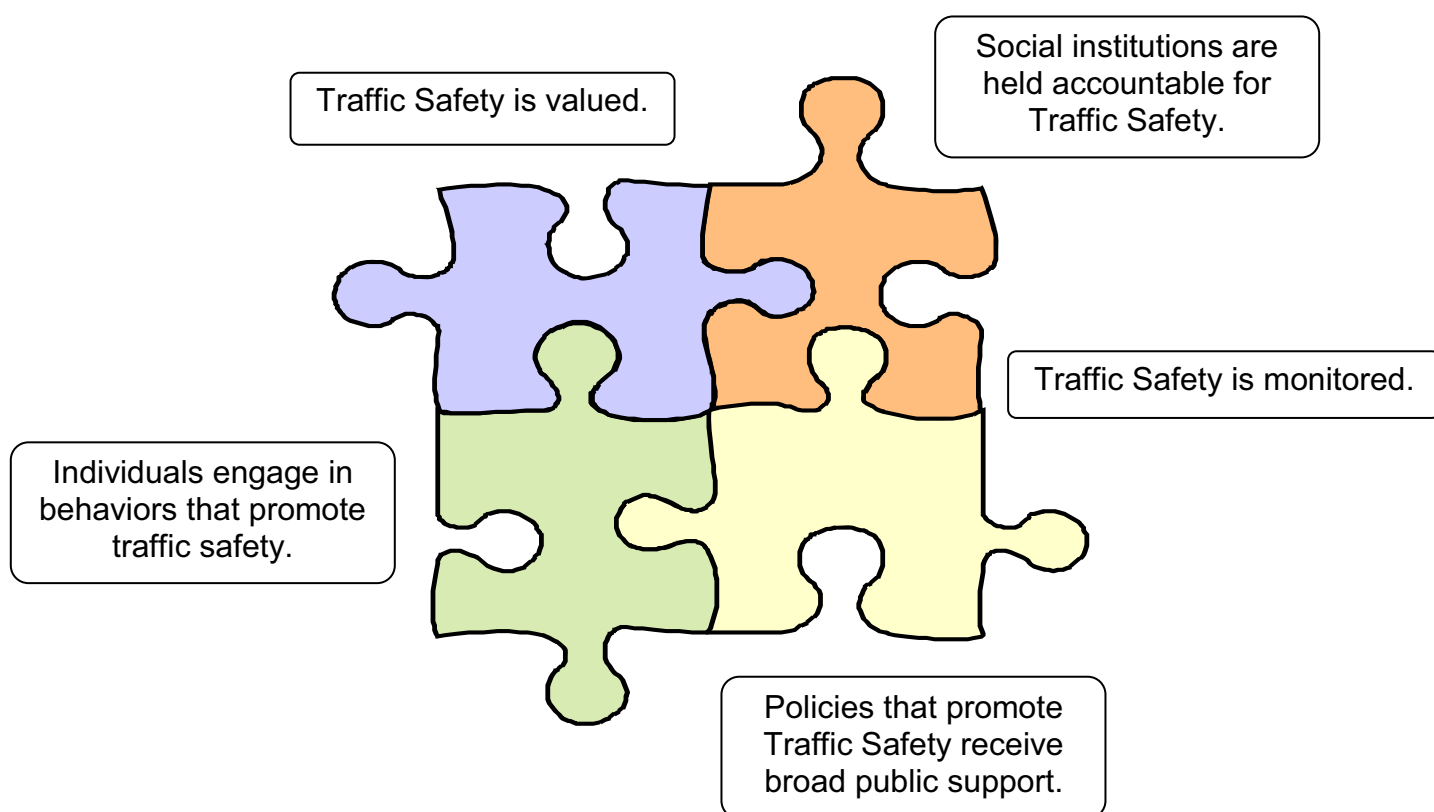 Social institutions are
held accountable for
Traffic Safety.
Traffic Safety is valued.
Traffic Safety is monitored.
Individuals engage in
behaviors that promote
traffic safety.
Policies that promote
Traffic Safety receive
broad public support.